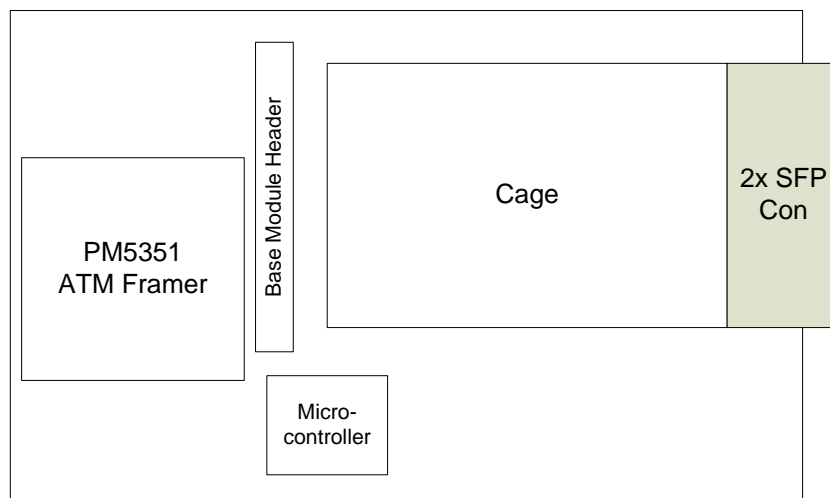 PM5351
ATM Framer
Base Module Header
Cage
2x SFP
Con
Micro-
controller